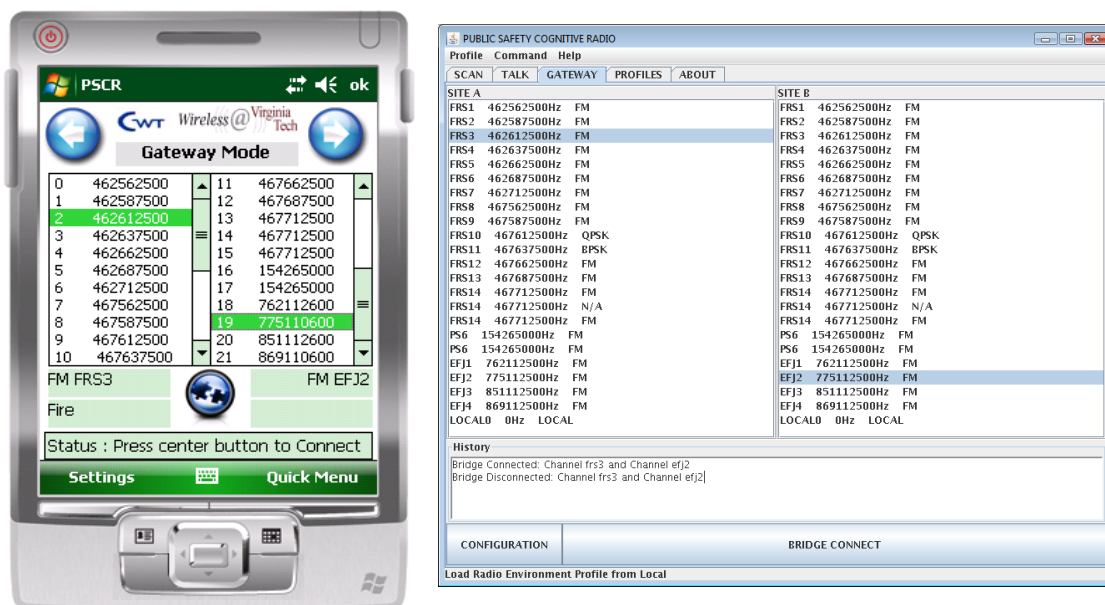 PSCR
ok
CWT Wireless@Virginia Tech
Gateway Mode
0 462562500
1 462587500
2 462612500
3 462637500
4 462662500
5 462687500
6 462712500
7 467562500
8 467587500
9 467612500
10 467637500
11 467662500
12 467687500
13 467712500
14 467712500
15 467712500
16 154265000
17 154265000
18 762112600
19 775110600
20 851112600
21 869110600
FM FRS3
FM EFJ2
Fire
Status : Press center button to Connect
Settings
Quick Menu
PUBLIC SAFETY COGNITIVE RADIO
Profile Command Help
SCAN TALK GATEWAY PROFILES ABOUT
SITE A
FRS1 462562500Hz FM
FRS2 462587500Hz FM
FRS3 462612500Hz FM
FRS4 462637500Hz FM
FRS5 462662500Hz FM
FRS6 462687500Hz FM
FRS7 462712500Hz FM
FRS8 467562500Hz FM
FRS9 467587500Hz FM
FRS10 467612500Hz QPSK
FRS11 467637500Hz BPSK
FRS12 467662500Hz FM
FRS13 467687500Hz FM
FRS14 467712500Hz FM
FRS14 467712500Hz N/A
FRS14 467712500Hz FM
PS6 154265000Hz FM
PS6 154265000Hz FM
EFJ1 762112500Hz FM
EFJ2 775112500Hz FM
EFJ3 851112500Hz FM
EFJ4 869112500Hz FM
LOCAL0 0Hz LOCAL
SITE B
FRS1 462562500Hz FM
FRS2 462587500Hz FM
FRS3 462612500Hz FM
FRS4 462637500Hz FM
FRS5 462662500Hz FM
FRS6 462687500Hz FM
FRS7 462712500Hz FM
FRS8 467562500Hz FM
FRS9 467587500Hz FM
FRS10 467612500Hz QPSK
FRS11 467637500Hz BPSK
FRS12 467662500Hz FM
FRS13 467687500Hz FM
FRS14 467712500Hz FM
FRS14 467712500Hz N/A
FRS14 467712500Hz FM
PS6 154265000Hz FM
PS6 154265000Hz FM
EFJ1 762112500Hz FM
EFJ2 775112500Hz FM
EFJ3 851112500Hz FM
EFJ4 869112500Hz FM
LOCAL0 0Hz LOCAL
History
Bridge Connected: Channel frs3 and Channel efj2
Bridge Disconnected: Channel frs3 and Channel efj2
CONFIGURATION
BRIDGE CONNECT
Load Radio Environment Profile from Local